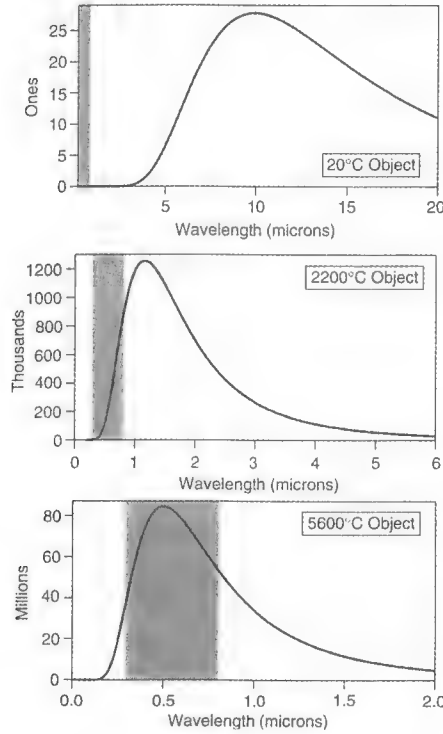 25
20
15
10
5
0
Ones
20°C Object
5 10 15 20
Wavelength (microns)
1200
1000
800
600
400
200
0
Thousands
2200°C Object
0 1 2 3 4 5 6
Wavelength (microns)
80
60
40
20
0
Millions
5600°C Object
0.0 0.5 1.0 1.5 2.0
Wavelength (microns)